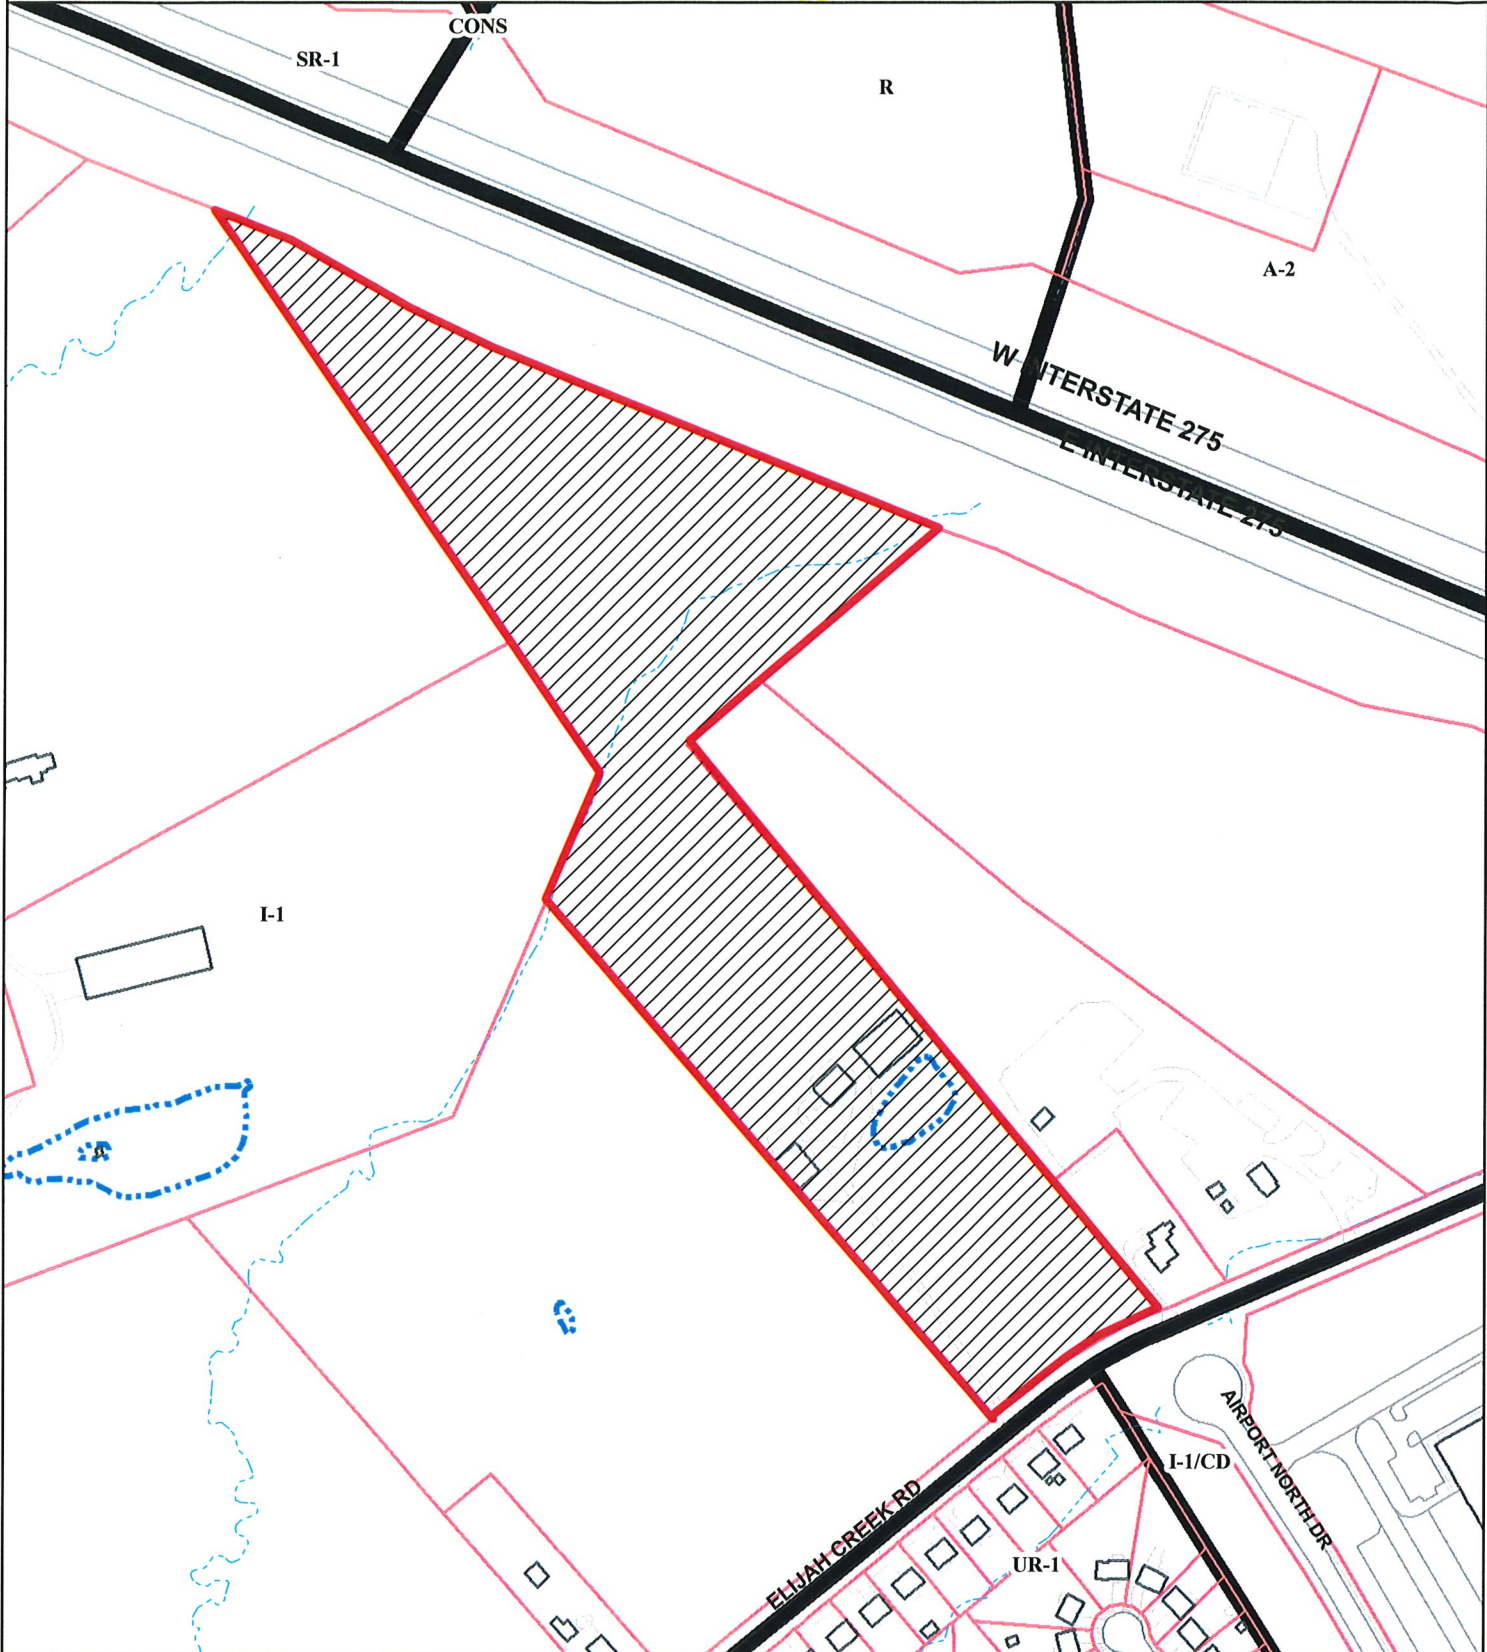 CONS
SR-1
R
A-2
W INTERSTATE 275
E INTERSTATE 275
I-1
AIRPORT NORTH DR
I-1/CD
ELIJAH CREEK RD
UR-1